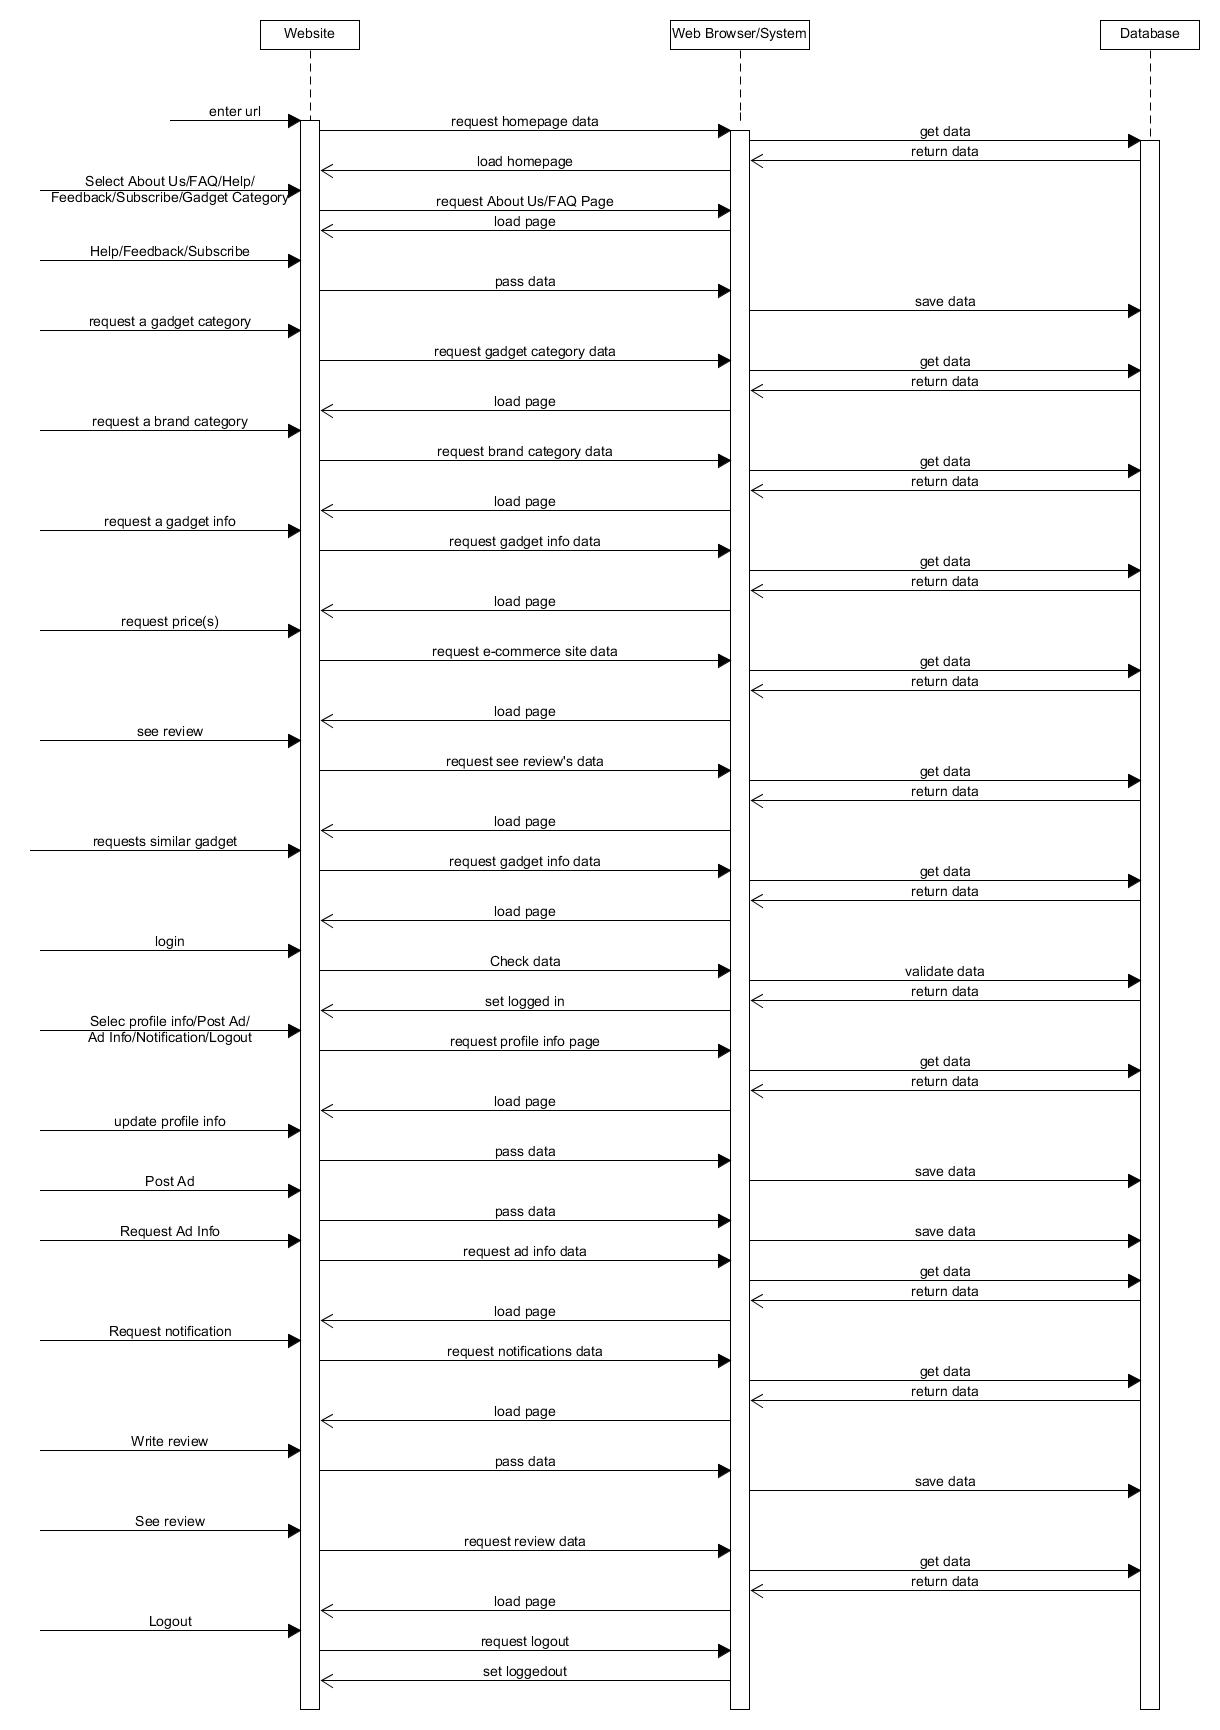 Website
Web Browser/System
Database
enter url
request homepage data
get data
return data
load homepage
Select About Us/FAQ/Help/
Feedback/Subscribe/Gadget Category
request About Us/FAQ Page
load page
Help/Feedback/Subscribe
pass data
save data
request a gadget category
request gadget category data
get data
return data
load page
request a brand category
request brand category data
get data
return data
load page
request a gadget info
request gadget info data
get data
return data
load page
request price(s)
request e-commerce site data
get data
return data
load page
see review
request see review's data
get data
return data
load page
requests similar gadget
request gadget info data
get data
return data
load page
login
Check data
validate data
return data
set logged in
Selec profile info/Post Ad/
Ad Info/Notification/Logout
request profile info page
get data
return data
load page
update profile info
pass data
save data
Post Ad
pass data
save data
Request Ad Info
request ad info data
get data
return data
load page
Request notification
request notifications data
get data
return data
load page
Write review
pass data
save data
See review
request review data
get data
return data
load page
Logout
request logout
set loggedout